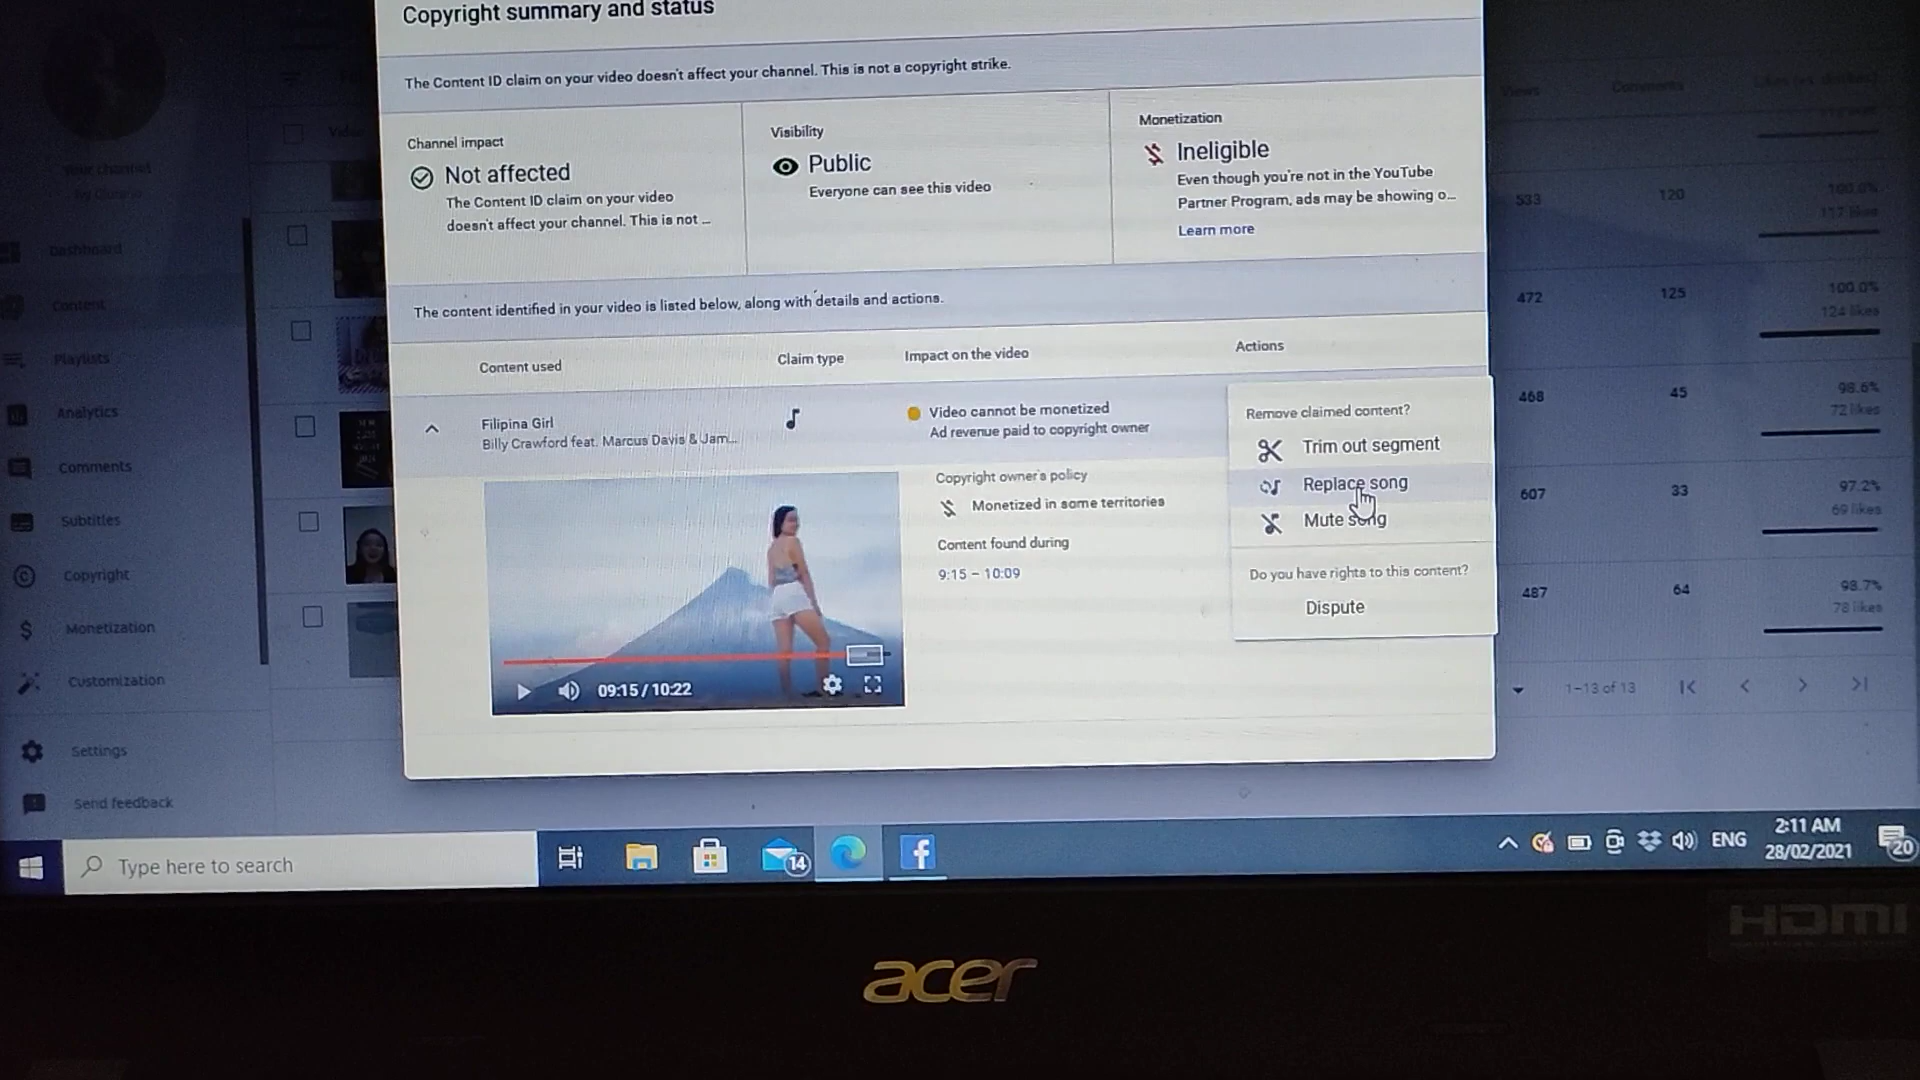 Copyright summary and status
The Content ID claim on your video doesn't affect your channel. This is not a copyright strike.
Channel impact
Not affected
The Content ID claim on your video
doesn't affect your channel. This is not ...
Visibility
Public
Everyone can see this video
Monetization
Ineligible
Even though you're not in the YouTube
Partner Program, ads may be showing o...
Learn more
The content identified in your video is listed below, along with details and actions.
Content used
Claim type
Impact on the video
Actions
Filipina Girl
Billy Crawford feat. Marcus Davis & Jam...
Video cannot be monetized
Ad revenue paid to copyright owner
Copyright owner's policy
Monetized in some territories
Content found during
9:15 – 10:09
09:15 / 10:22
Remove claimed content?
Trim out segment
Replace song
Mute song
Do you have rights to this content?
Dispute
Your channel
Dashboard
Content
Playlists
Analytics
Comments
Subtitles
Copyright
Monetization
Customization
Settings
Send feedback
Video
Views
Comments
533
120
100.0%
472
125
100.0%
124 likes
468
45
98.6%
72 likes
607
33
97.2%
69 likes
487
64
98.7%
78 likes
1–13 of 13
Type here to search
14
ENG
2:11 AM
28/02/2021
20
HDMI
acer